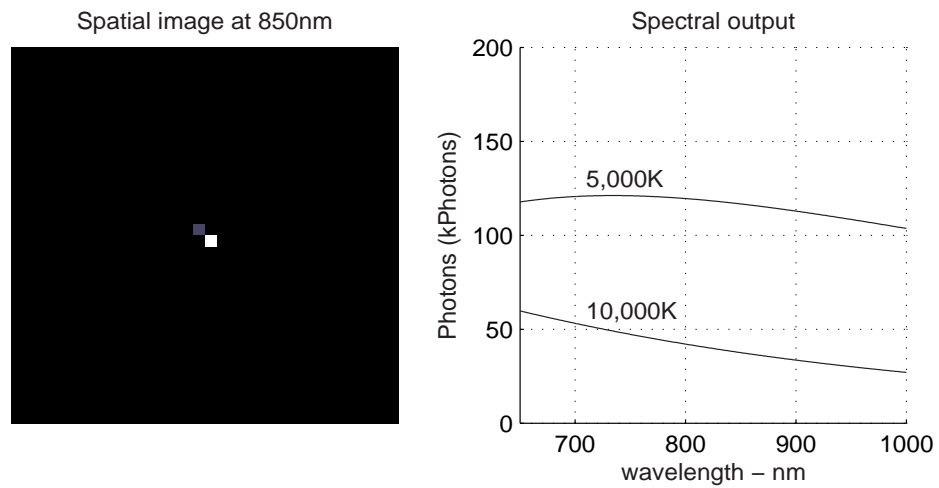 Spatial image at 850nm
Spectral output
200
150
100
50
0
Photons (kPhotons)
5,000K
10,000K
700 800 900 1000
wavelength – nm